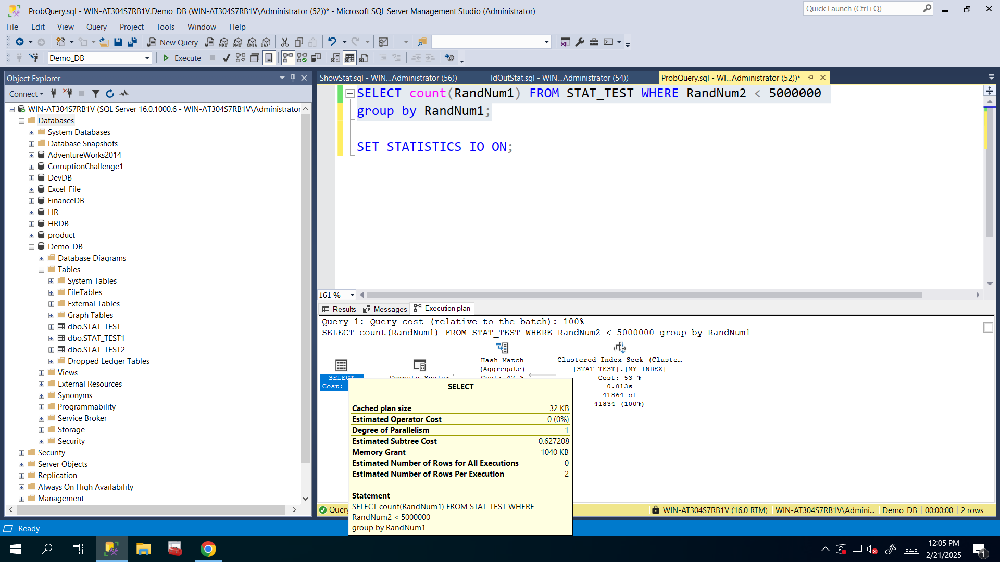 ProbQuery.sql - WIN-AT304S7RB1V.Demo_DB (WIN-AT304S7RB1V\Administrator (52))* - Microsoft SQL Server Management Studio (Administrator)
Quick Launch (Ctrl+Q)
File Edit View Query Project Tools Window Help
New Query
MDX DMX XMLA DAX
Demo_DB
Execute
Object Explorer
Connect
WIN-AT304S7RB1V (SQL Server 16.0.1000.6 - WIN-AT304S7RB1V\Administrator
Databases
System Databases
Database Snapshots
AdventureWorks2014
CorruptionChallenge1
DevDB
Excel_File
FinanceDB
HR
HRDB
product
Demo_DB
Database Diagrams
Tables
System Tables
FileTables
External Tables
Graph Tables
dbo.STAT_TEST
dbo.STAT_TEST1
dbo.STAT_TEST2
Dropped Ledger Tables
Views
External Resources
Synonyms
Programmability
Service Broker
Storage
Security
Security
Server Objects
Replication
Always On High Availability
Management
ShowStat.sql - WIN...Administrator (56))
IdOutStat.sql - WIN...Administrator (54))
ProbQuery.sql - WI...Administrator (52))*
SELECT count(RandNum1) FROM STAT_TEST WHERE RandNum2 < 5000000
group by RandNum1;
SET STATISTICS IO ON;
161 %
Results Messages Execution plan
Query 1: Query cost (relative to the batch): 100%
SELECT count(RandNum1) FROM STAT_TEST WHERE RandNum2 < 5000000 group by RandNum1
SELECT
Cost:
Compute Scalar
Hash Match
(Aggregate)
Cost: 47 %
Clustered Index Seek (Cluste…
[STAT_TEST].[MY_INDEX]
Cost: 53 %
0.013s
41864 of
41834 (100%)
SELECT
Cached plan size 32 KB
Estimated Operator Cost 0 (0%)
Degree of Parallelism 1
Estimated Subtree Cost 0.627208
Memory Grant 1040 KB
Estimated Number of Rows for All Executions 0
Estimated Number of Rows Per Execution 2
Statement
SELECT count(RandNum1) FROM STAT_TEST WHERE
RandNum2 < 5000000
group by RandNum1
Query
WIN-AT304S7RB1V (16.0 RTM) WIN-AT304S7RB1V\Admini... Demo_DB 00:00:00 2 rows
Ready
12:05 PM
2/21/2025
1